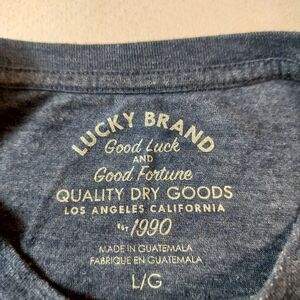 LUCKY BRAND
Good Luck
AND
Good Fortune
QUALITY DRY GOODS
LOS ANGELES CALIFORNIA
EST 1990
MADE IN GUATEMALA
FABRIQUE EN GUATEMALA
L/G